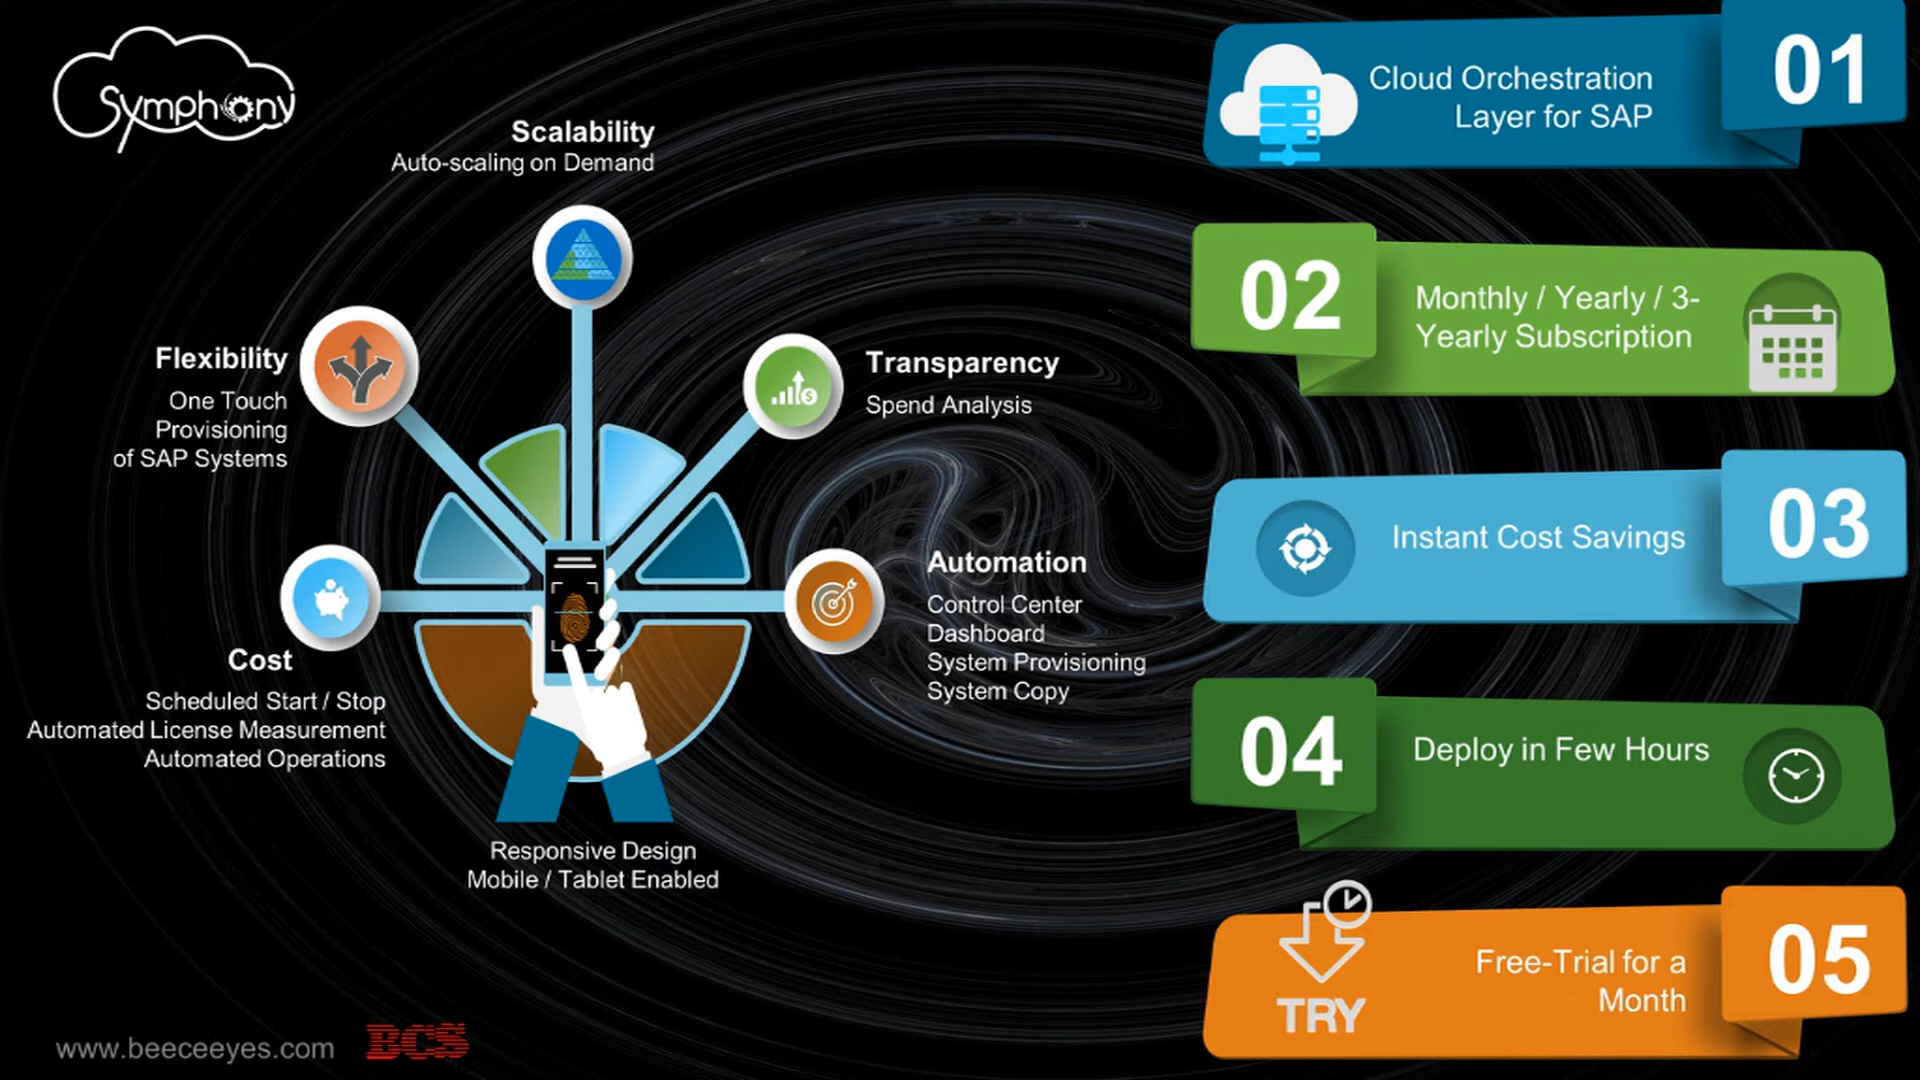 Symphony
Scalability
Auto-scaling on Demand
Flexibility
One Touch
Provisioning
of SAP Systems
Transparency
Spend Analysis
Cost
Scheduled Start / Stop
Automated License Measurement
Automated Operations
Automation
Control Center
Dashboard
System Provisioning
System Copy
Responsive Design
Mobile / Tablet Enabled
www.beeceeyes.com
BCS
Cloud Orchestration
Layer for SAP
01
02
Monthly / Yearly / 3-
Yearly Subscription
Instant Cost Savings
03
04
Deploy in Few Hours
TRY
Free-Trial for a
Month
05